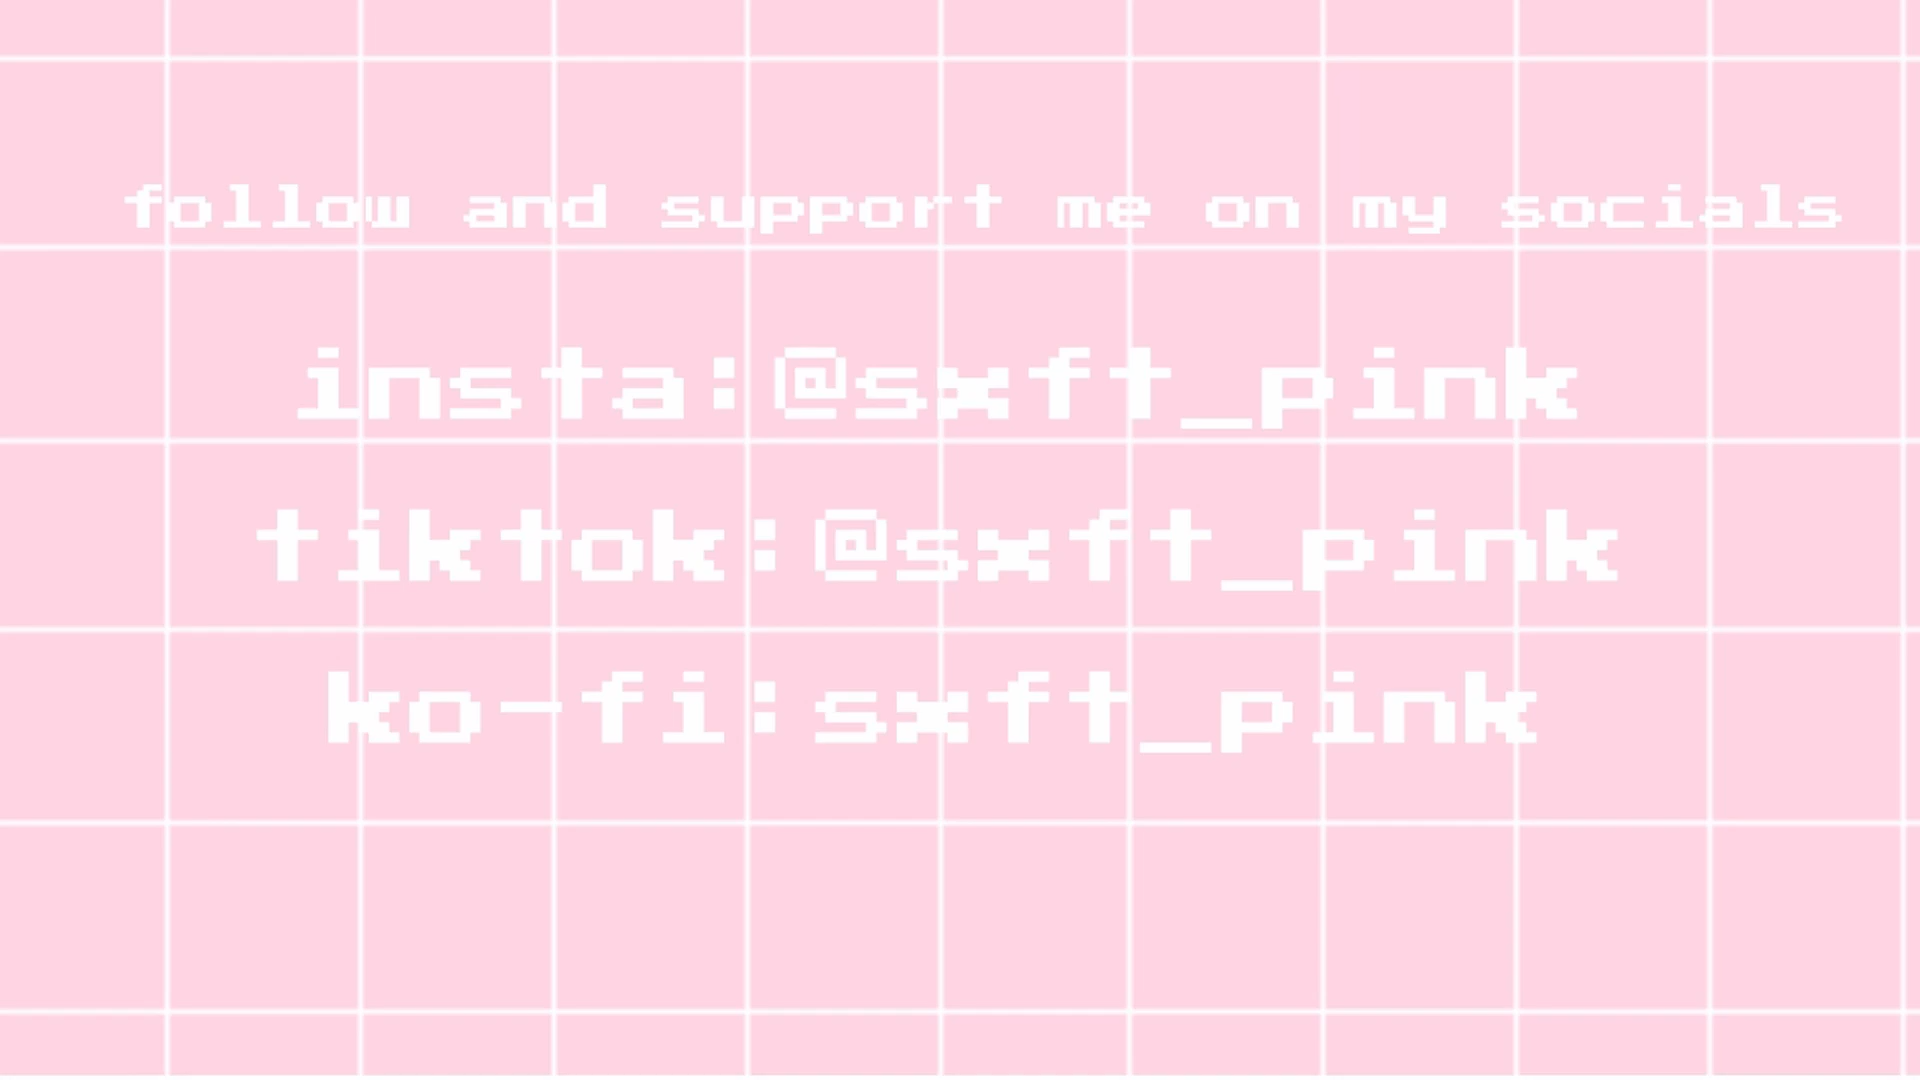 follow and support me on my socials
insta:@sxft_pink
tiktok:@sxft_pink
ko-fi:sxft_pink